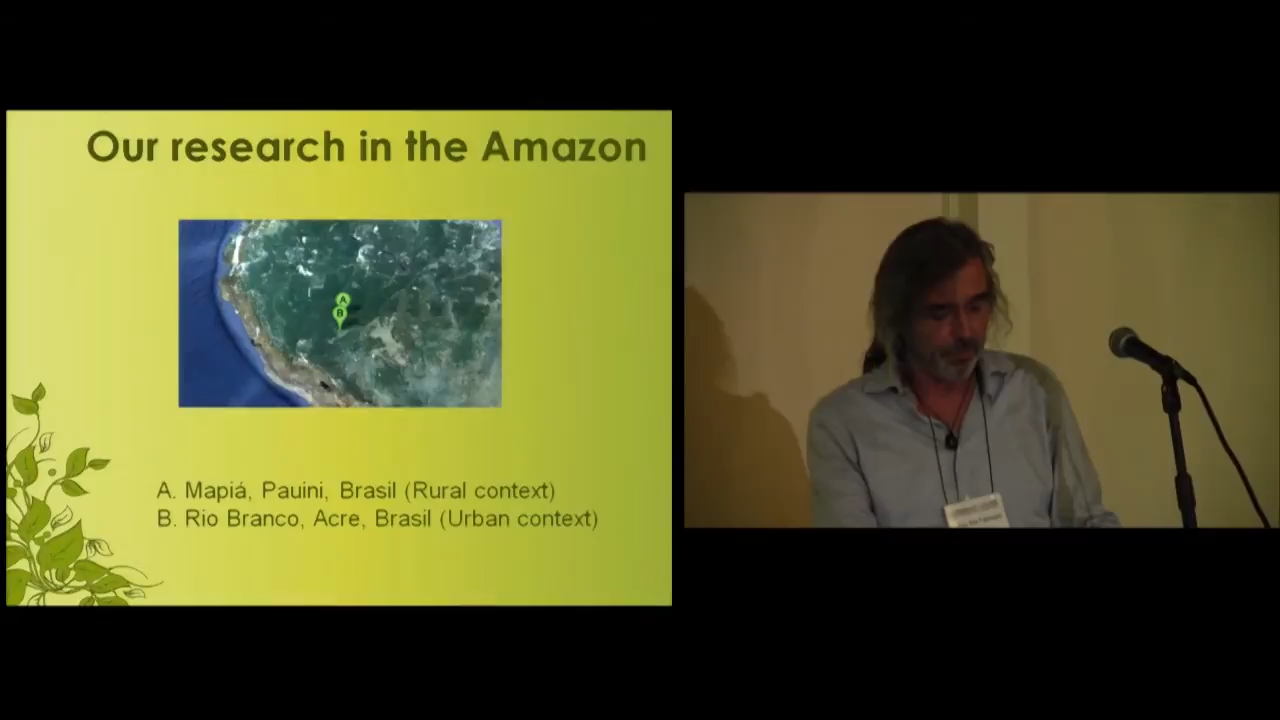 Our research in the Amazon
A
B
A. Mapiá, Pauini, Brasil (Rural context)
B. Rio Branco, Acre, Brasil (Urban context)